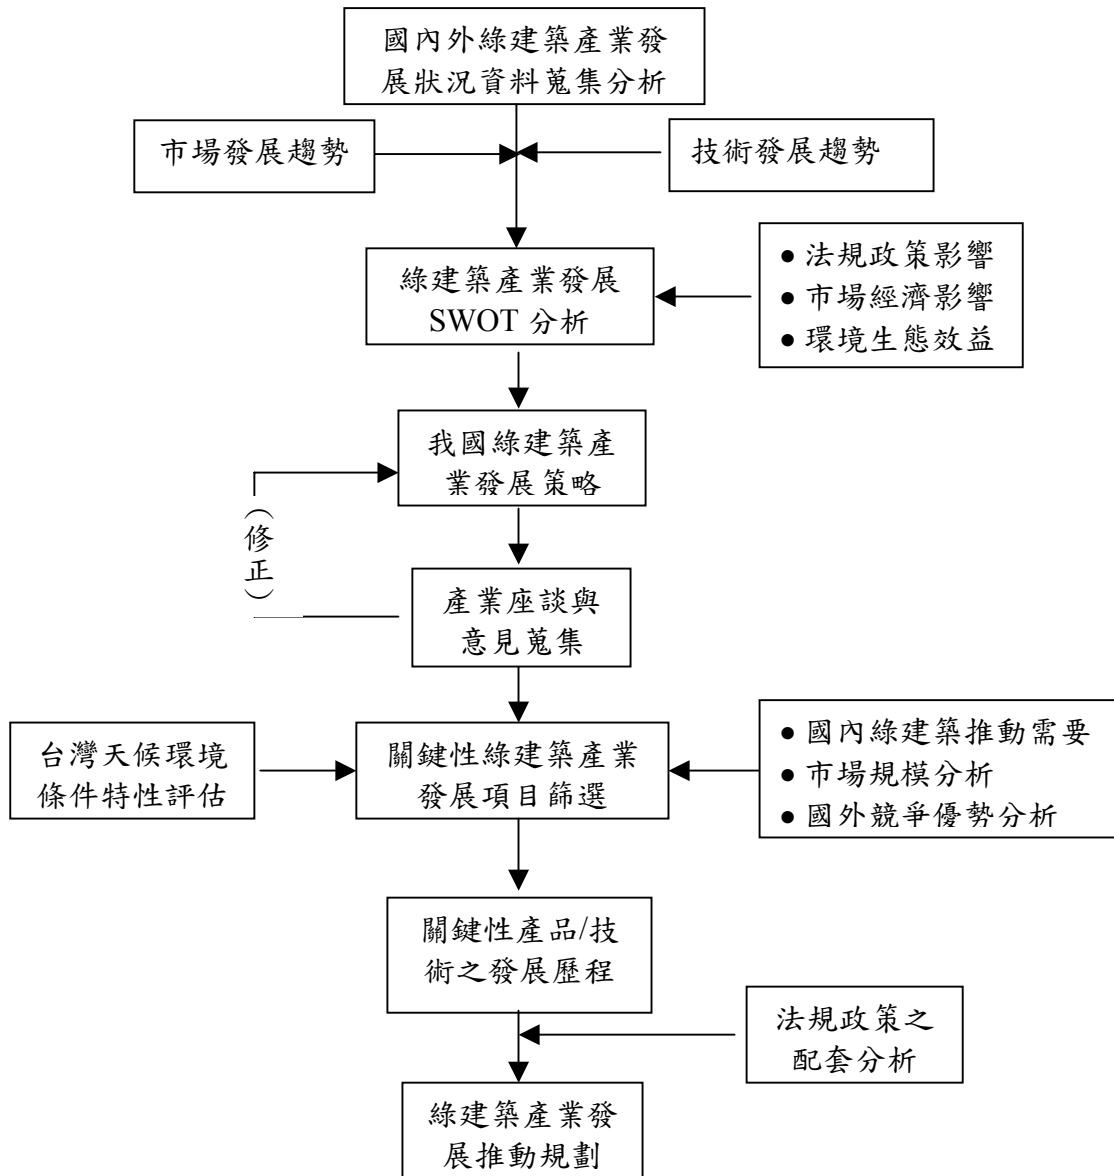 國內外綠建築產業發
展狀況資料蒐集分析
市場發展趨勢
技術發展趨勢
綠建築產業發展
SWOT 分析
● 法規政策影響
● 市場經濟影響
● 環境生態效益
我國綠建築產
業發展策略
（修正）
產業座談與
意見蒐集
台灣天候環境
條件特性評估
關鍵性綠建築產業
發展項目篩選
● 國內綠建築推動需要
● 市場規模分析
● 國外競爭優勢分析
關鍵性產品/技
術之發展歷程
法規政策之
配套分析
綠建築產業發
展推動規劃